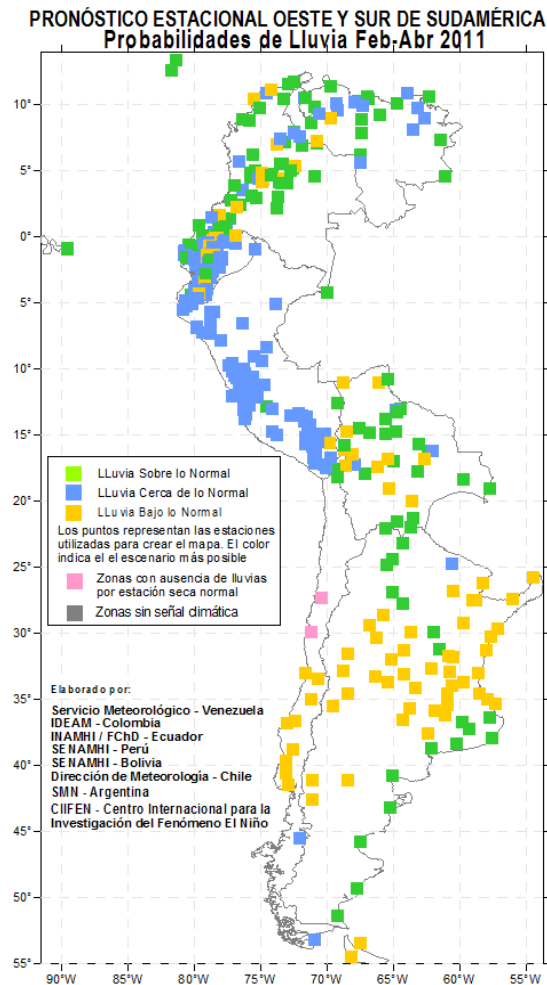 PRONÓSTICO ESTACIONAL OESTE Y SUR DE SUDAMÉRICA
Probabilidades de Lluvia Feb-Abr 2011
10°
5°
0°
5°
10°
15°
20°
25°
30°
35°
40°
45°
50°
55°
LLuvia Sobre lo Normal
LLuvia Cerca de lo Normal
LLuvia Bajo lo Normal
Los puntos representan las estaciones
utilizadas para crear el mapa. El color
indica el el escenario más posible
Zonas con ausencia de lluvias
por estación seca normal
Zonas sin señal climática
Elaborado por:
Servicio Meteorológico - Venezuela
IDEAM - Colombia
INAMHI / FChD - Ecuador
SENAMHI - Perú
SENAMHI - Bolivia
Dirección de Meteorología - Chile
SMN - Argentina
CIIFEN - Centro Internacional para la
Investigación del Fenómeno El Niño
90°W 85°W 80°W 75°W 70°W 65°W 60°W 55°W